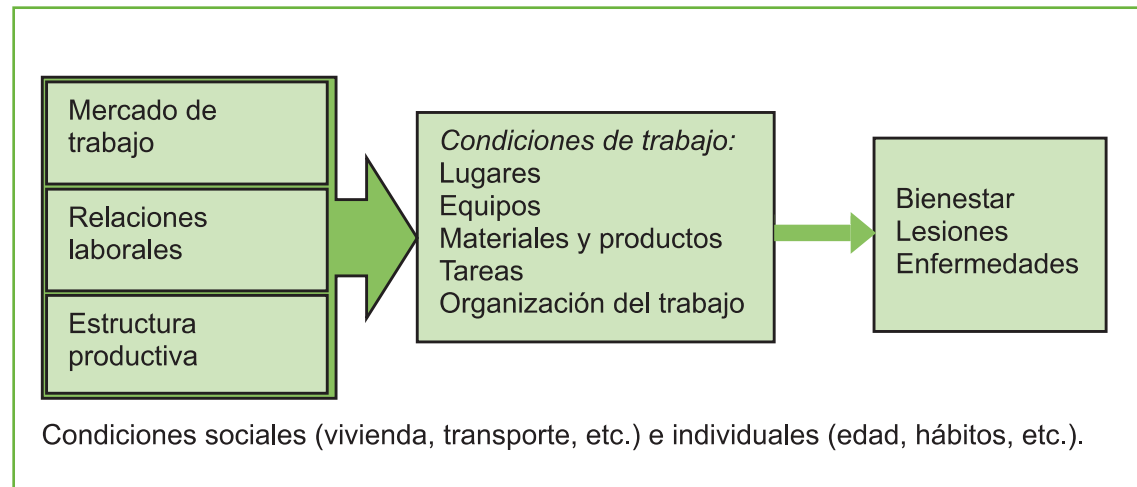 Mercado de
trabajo
Relaciones
laborales
Estructura
productiva
Condiciones de trabajo:
Lugares
Equipos
Materiales y productos
Tareas
Organización del trabajo
Bienestar
Lesiones
Enfermedades
Condiciones sociales (vivienda, transporte, etc.) e individuales (edad, hábitos, etc.).